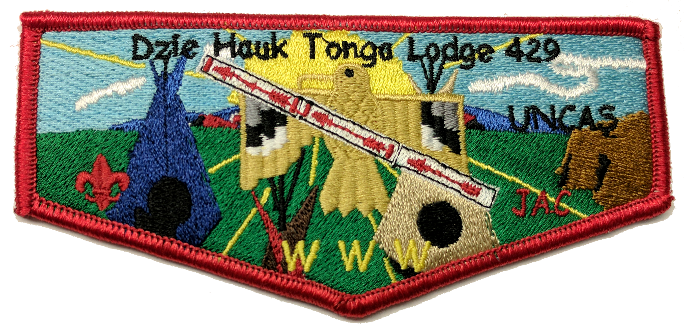 Dzie Hauk Tonga Lodge 429
UNCAS
JAC
W W W